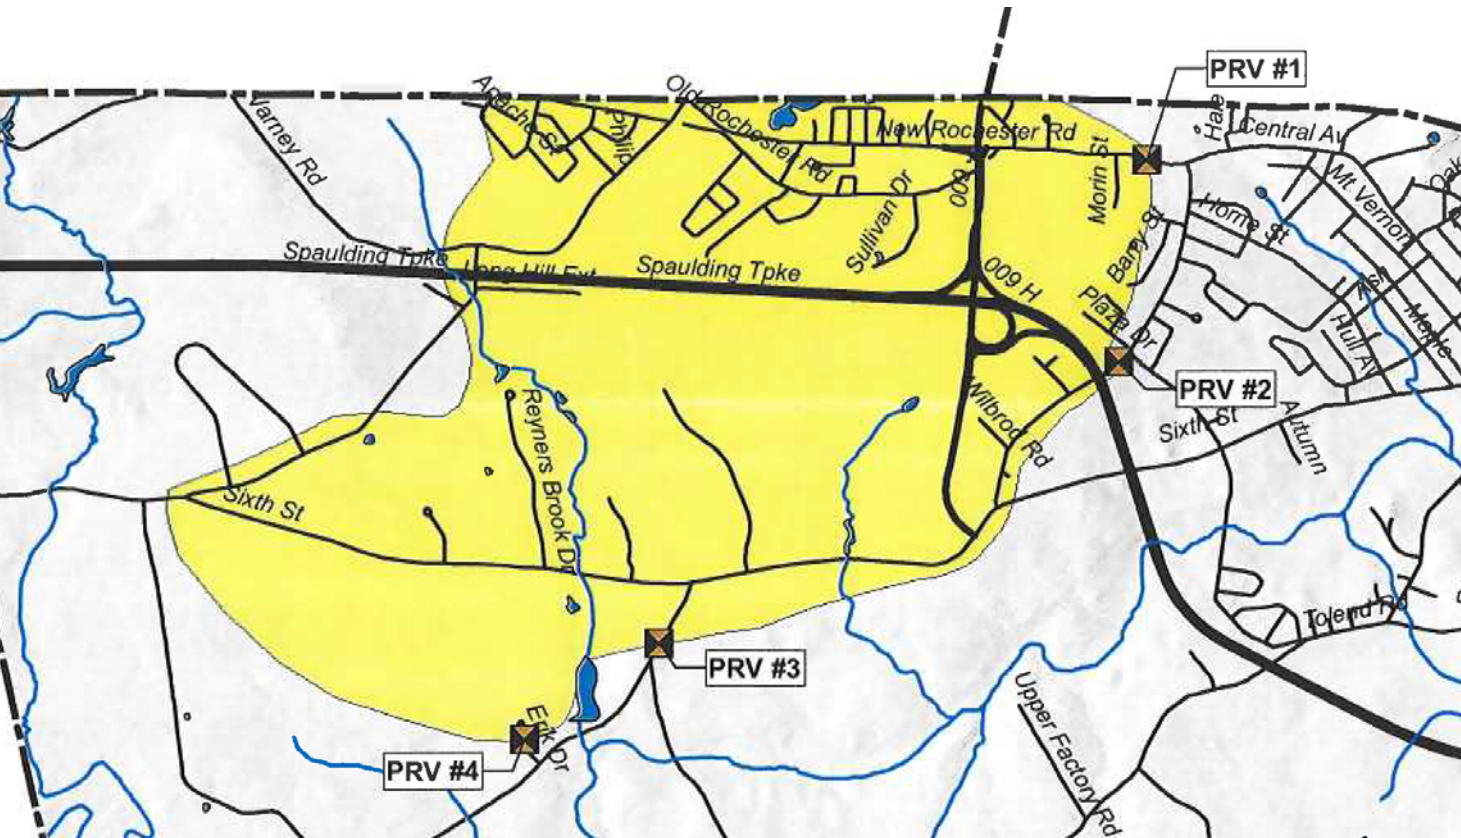 PRV #1
Apache St
Philip
Old Rochester Rd
New Rochester Rd
Hale
Central Av
Varney Rd
Morin St
Mt Vernon
Oak
009
Sullivan Dr
Horne St
Barry St
Spaulding Tpke
Long Hill Ext
Spaulding Tpke
009 H
Plaza Dr
Ash
Maple
Hull Av
PRV #2
Wilbrod Rd
Reyners Brook Dr
Sixth St
Autumn
Sixth St
Tolend Rd
PRV #3
Upper Factory Rd
Erik Dr
PRV #4